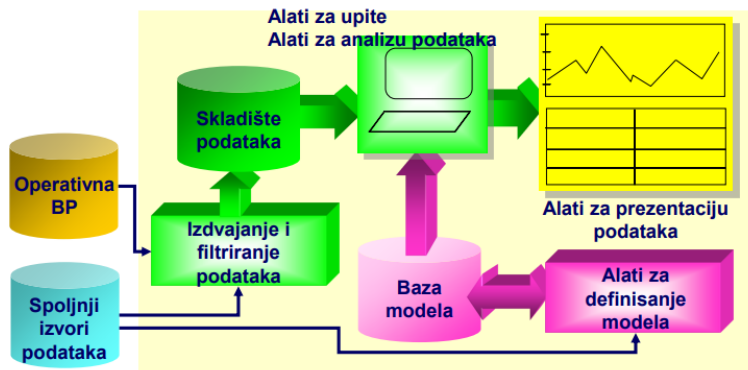 Alati za upite
Alati za analizu podataka
Skladište
podataka
Operativna
BP
Izdvajanje i
filtriranje
podataka
Alati za prezentaciju
podataka
Spoljnji
izvori
podataka
Baza
modela
Alati za
definisanje
modela